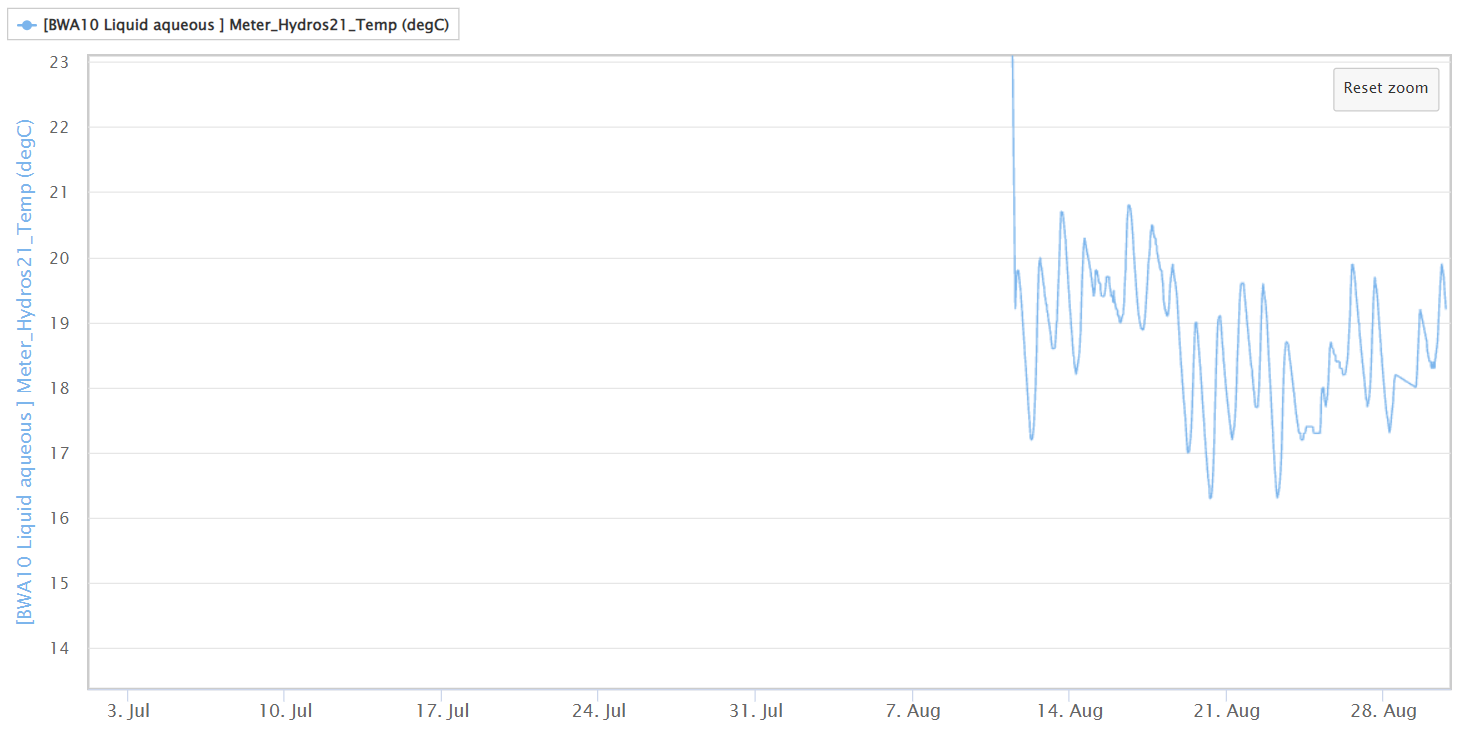 [BWA10 Liquid aqueous ] Meter_Hydros21_Temp (degC)
Reset zoom
[BWA10 Liquid aqueous ] Meter_Hydros21_Temp (degC)
23
22
21
20
19
18
17
16
15
14
3. Jul 10. Jul 17. Jul 24. Jul 31. Jul 7. Aug 14. Aug 21. Aug 28. Aug